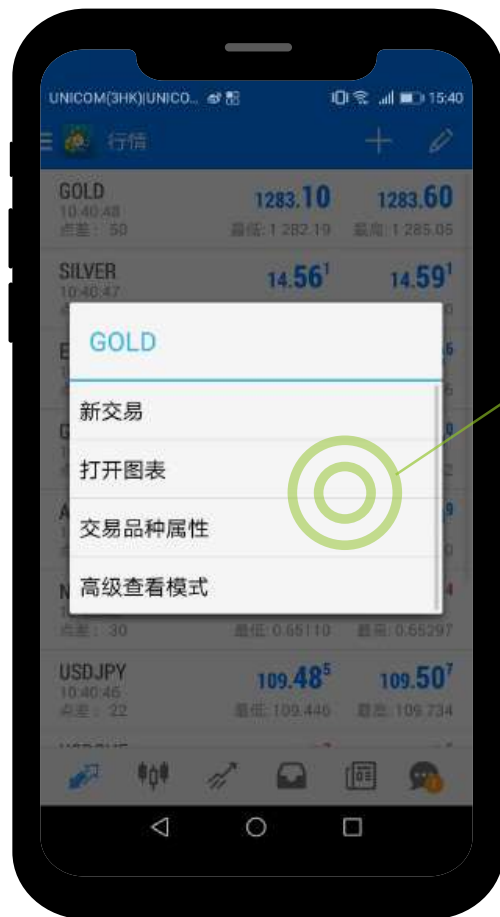 UNICOM(3HK)|UNICO... 15:40
行情
GOLD 1283.10 1283.60
10:40:48
点差: 50 最低: 1 282.19 最高: 1 285.05
SILVER 14.56¹ 14.59¹
10:40:47
GOLD
新交易
打开图表
交易品种属性
高级查看模式
点差: 30 最低: 0.65110 最高: 0.65297
USDJPY 109.48⁵ 109.50⁷
10:40:46
点差: 22 最低: 109.446 最高: 109.734